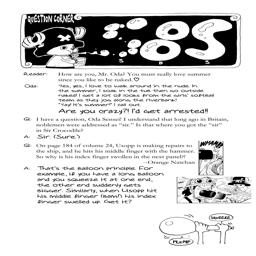 QUESTION CORNER
SOS
Reader: How are you, Mr. Oda? You must really love summer
since you like to be naked.♡
Oda: Yes, yes, I love to walk around in the nude. In
the summer, I soak in the tub then go outside
naked! I get a lot of looks from the girls' softball
team as they jog along the riverbank!
"Yay! It's summer!" I call out
Are you crazy?! I'd get arrested!!
Q: I have a question, Oda Sensei! I understand that long ago in Britain,
noblemen were addressed as "sir." Is that where you got the "sir"
in Sir Crocodile?
A: Sir. (Sure.)
Q: On page 184 of volume 24, Usopp is making repairs to
the ship, and he hits his middle finger with the hammer.
So why is his index finger swollen in the next panel?!
—Orange Natchan
A: That's the balloon principle. For
example, if you have a long balloon
and you squeeze it at one end,
the other end suddenly gets
bigger. Similarly, when Usopp hit
his middle finger (Bam!) his index
finger swelled up. Get it?
SQUEEZE
PLUMP